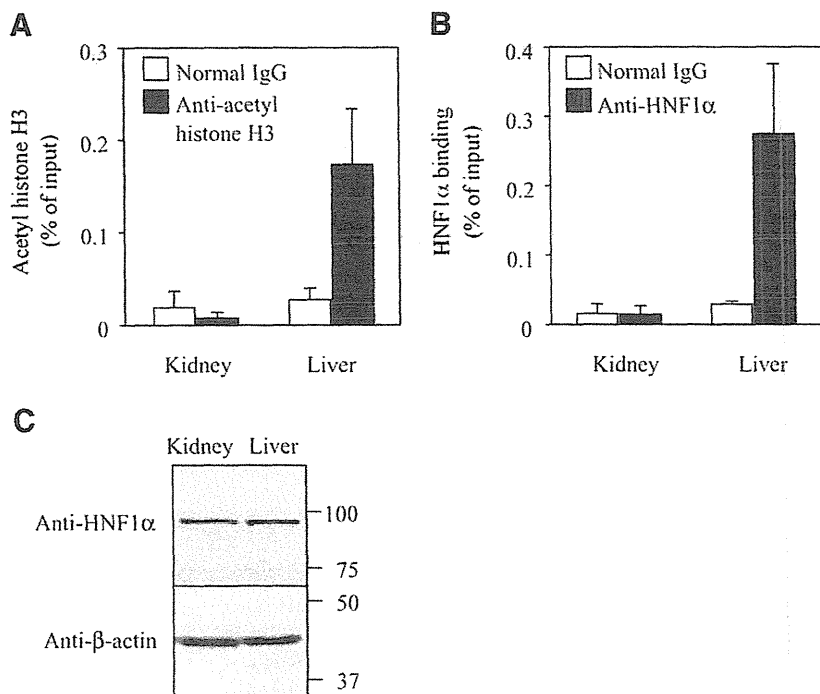 A
0.3
0.2
0.1
0
Acetyl histone H3
(% of input)
Normal IgG
Anti-acetyl
histone H3
Kidney Liver
B
0.4
0.3
0.2
0.1
0
HNF1α binding
(% of input)
Normal IgG
Anti-HNF1α
Kidney Liver
C
Kidney Liver
Anti-HNF1α
100
75
50
Anti-β-actin
37